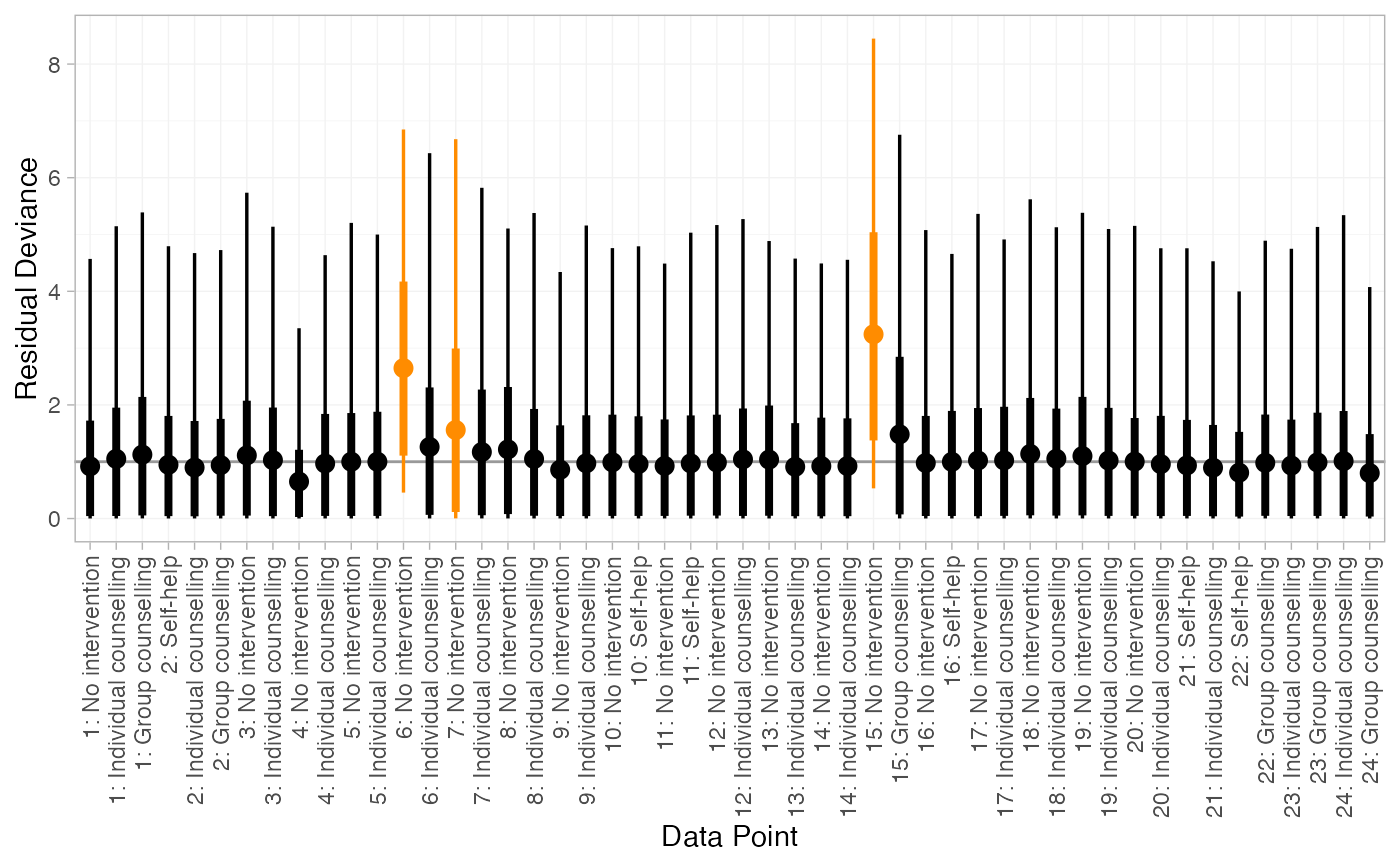 8
6
4
2
0
Residual Deviance
1: No intervention
1: Individual counselling
1: Group counselling
2: Self-help
2: Individual counselling
2: Group counselling
3: No intervention
3: Individual counselling
4: No intervention
4: Individual counselling
5: No intervention
5: Individual counselling
6: No intervention
6: Individual counselling
7: No intervention
7: Individual counselling
8: No intervention
8: Individual counselling
9: No intervention
9: Individual counselling
10: No intervention
10: Self-help
11: No intervention
11: Self-help
12: No intervention
12: Individual counselling
13: No intervention
13: Individual counselling
14: No intervention
14: Individual counselling
15: No intervention
15: Group counselling
16: No intervention
16: Self-help
17: No intervention
17: Individual counselling
18: No intervention
18: Individual counselling
19: No intervention
19: Individual counselling
20: No intervention
20: Individual counselling
21: Self-help
21: Individual counselling
22: Self-help
22: Group counselling
23: Individual counselling
23: Group counselling
24: Individual counselling
24: Group counselling
Data Point